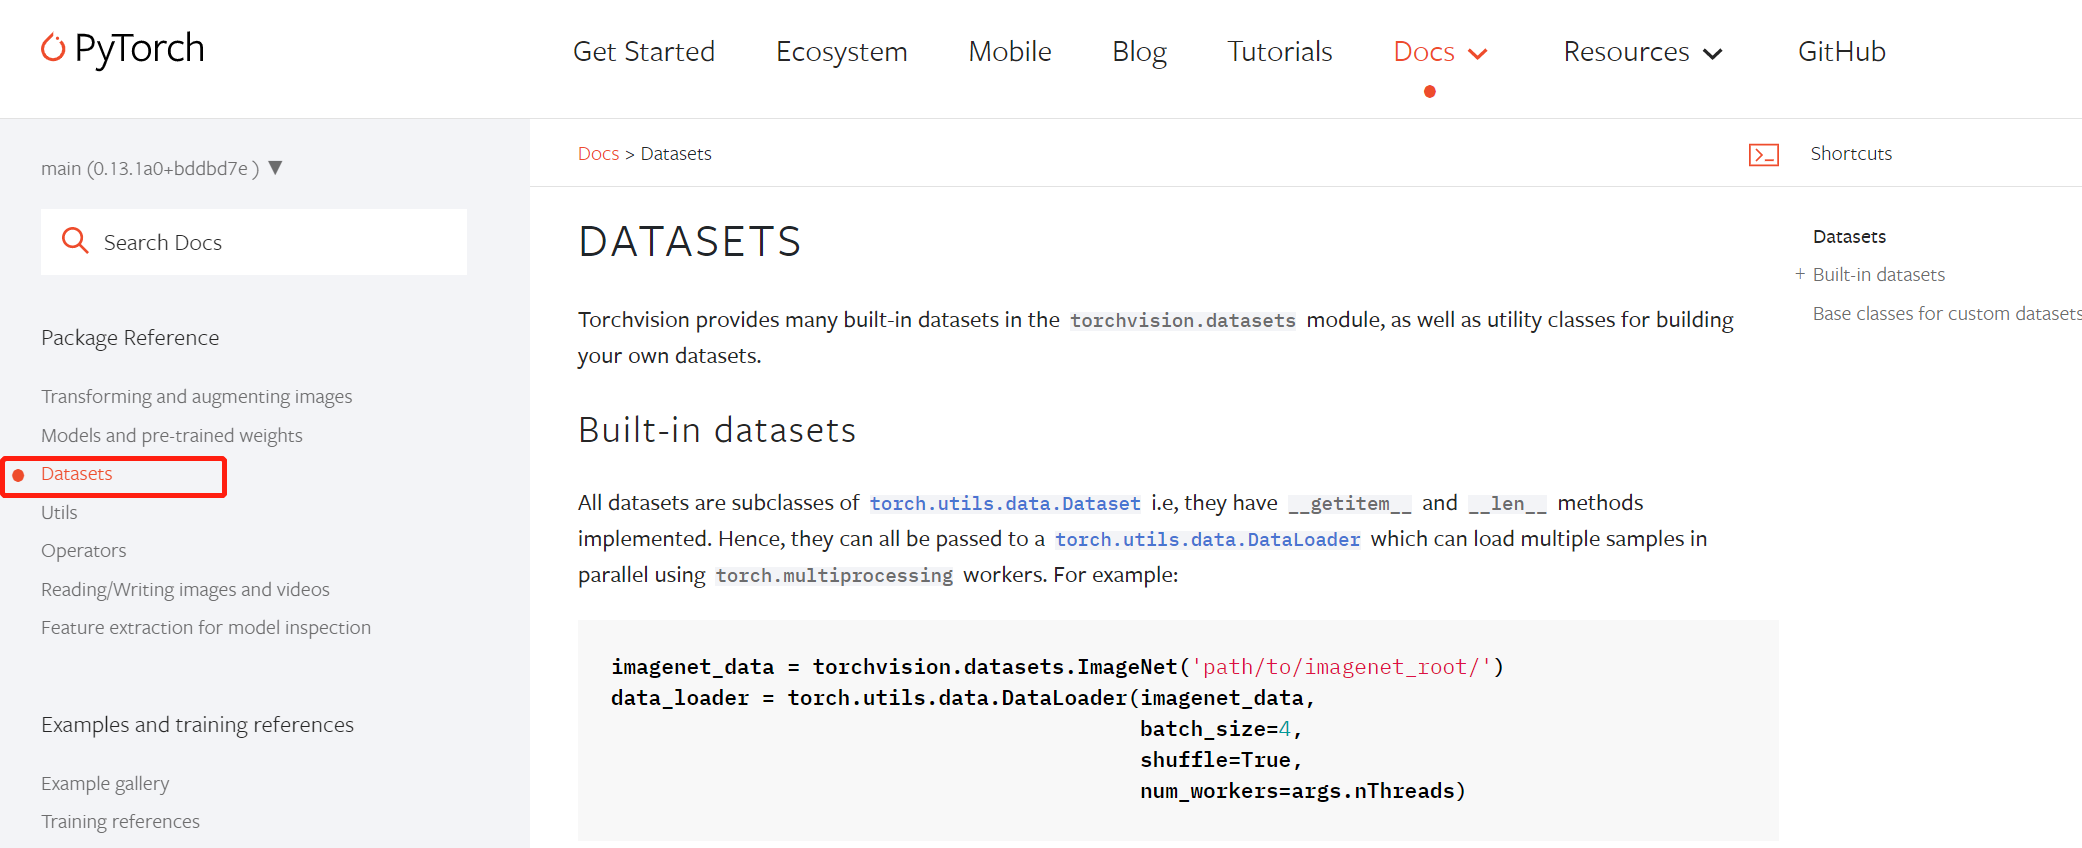 PyTorch
Get Started
Ecosystem
Mobile
Blog
Tutorials
Docs
Resources
GitHub
main (0.13.1a0+bddbd7e ) ▼
Search Docs
Package Reference
Transforming and augmenting images
Models and pre-trained weights
Datasets
Utils
Operators
Reading/Writing images and videos
Feature extraction for model inspection
Examples and training references
Example gallery
Training references
Docs > Datasets
Shortcuts
DATASETS
Torchvision provides many built-in datasets in the torchvision.datasets module, as well as utility classes for building
your own datasets.
Built-in datasets
All datasets are subclasses of torch.utils.data.Dataset i.e, they have __getitem__ and __len__ methods
implemented. Hence, they can all be passed to a torch.utils.data.DataLoader which can load multiple samples in
parallel using torch.multiprocessing workers. For example:
imagenet_data = torchvision.datasets.ImageNet('path/to/imagenet_root/')
data_loader = torch.utils.data.DataLoader(imagenet_data,
batch_size=4,
shuffle=True,
num_workers=args.nThreads)
Datasets
+ Built-in datasets
Base classes for custom datasets